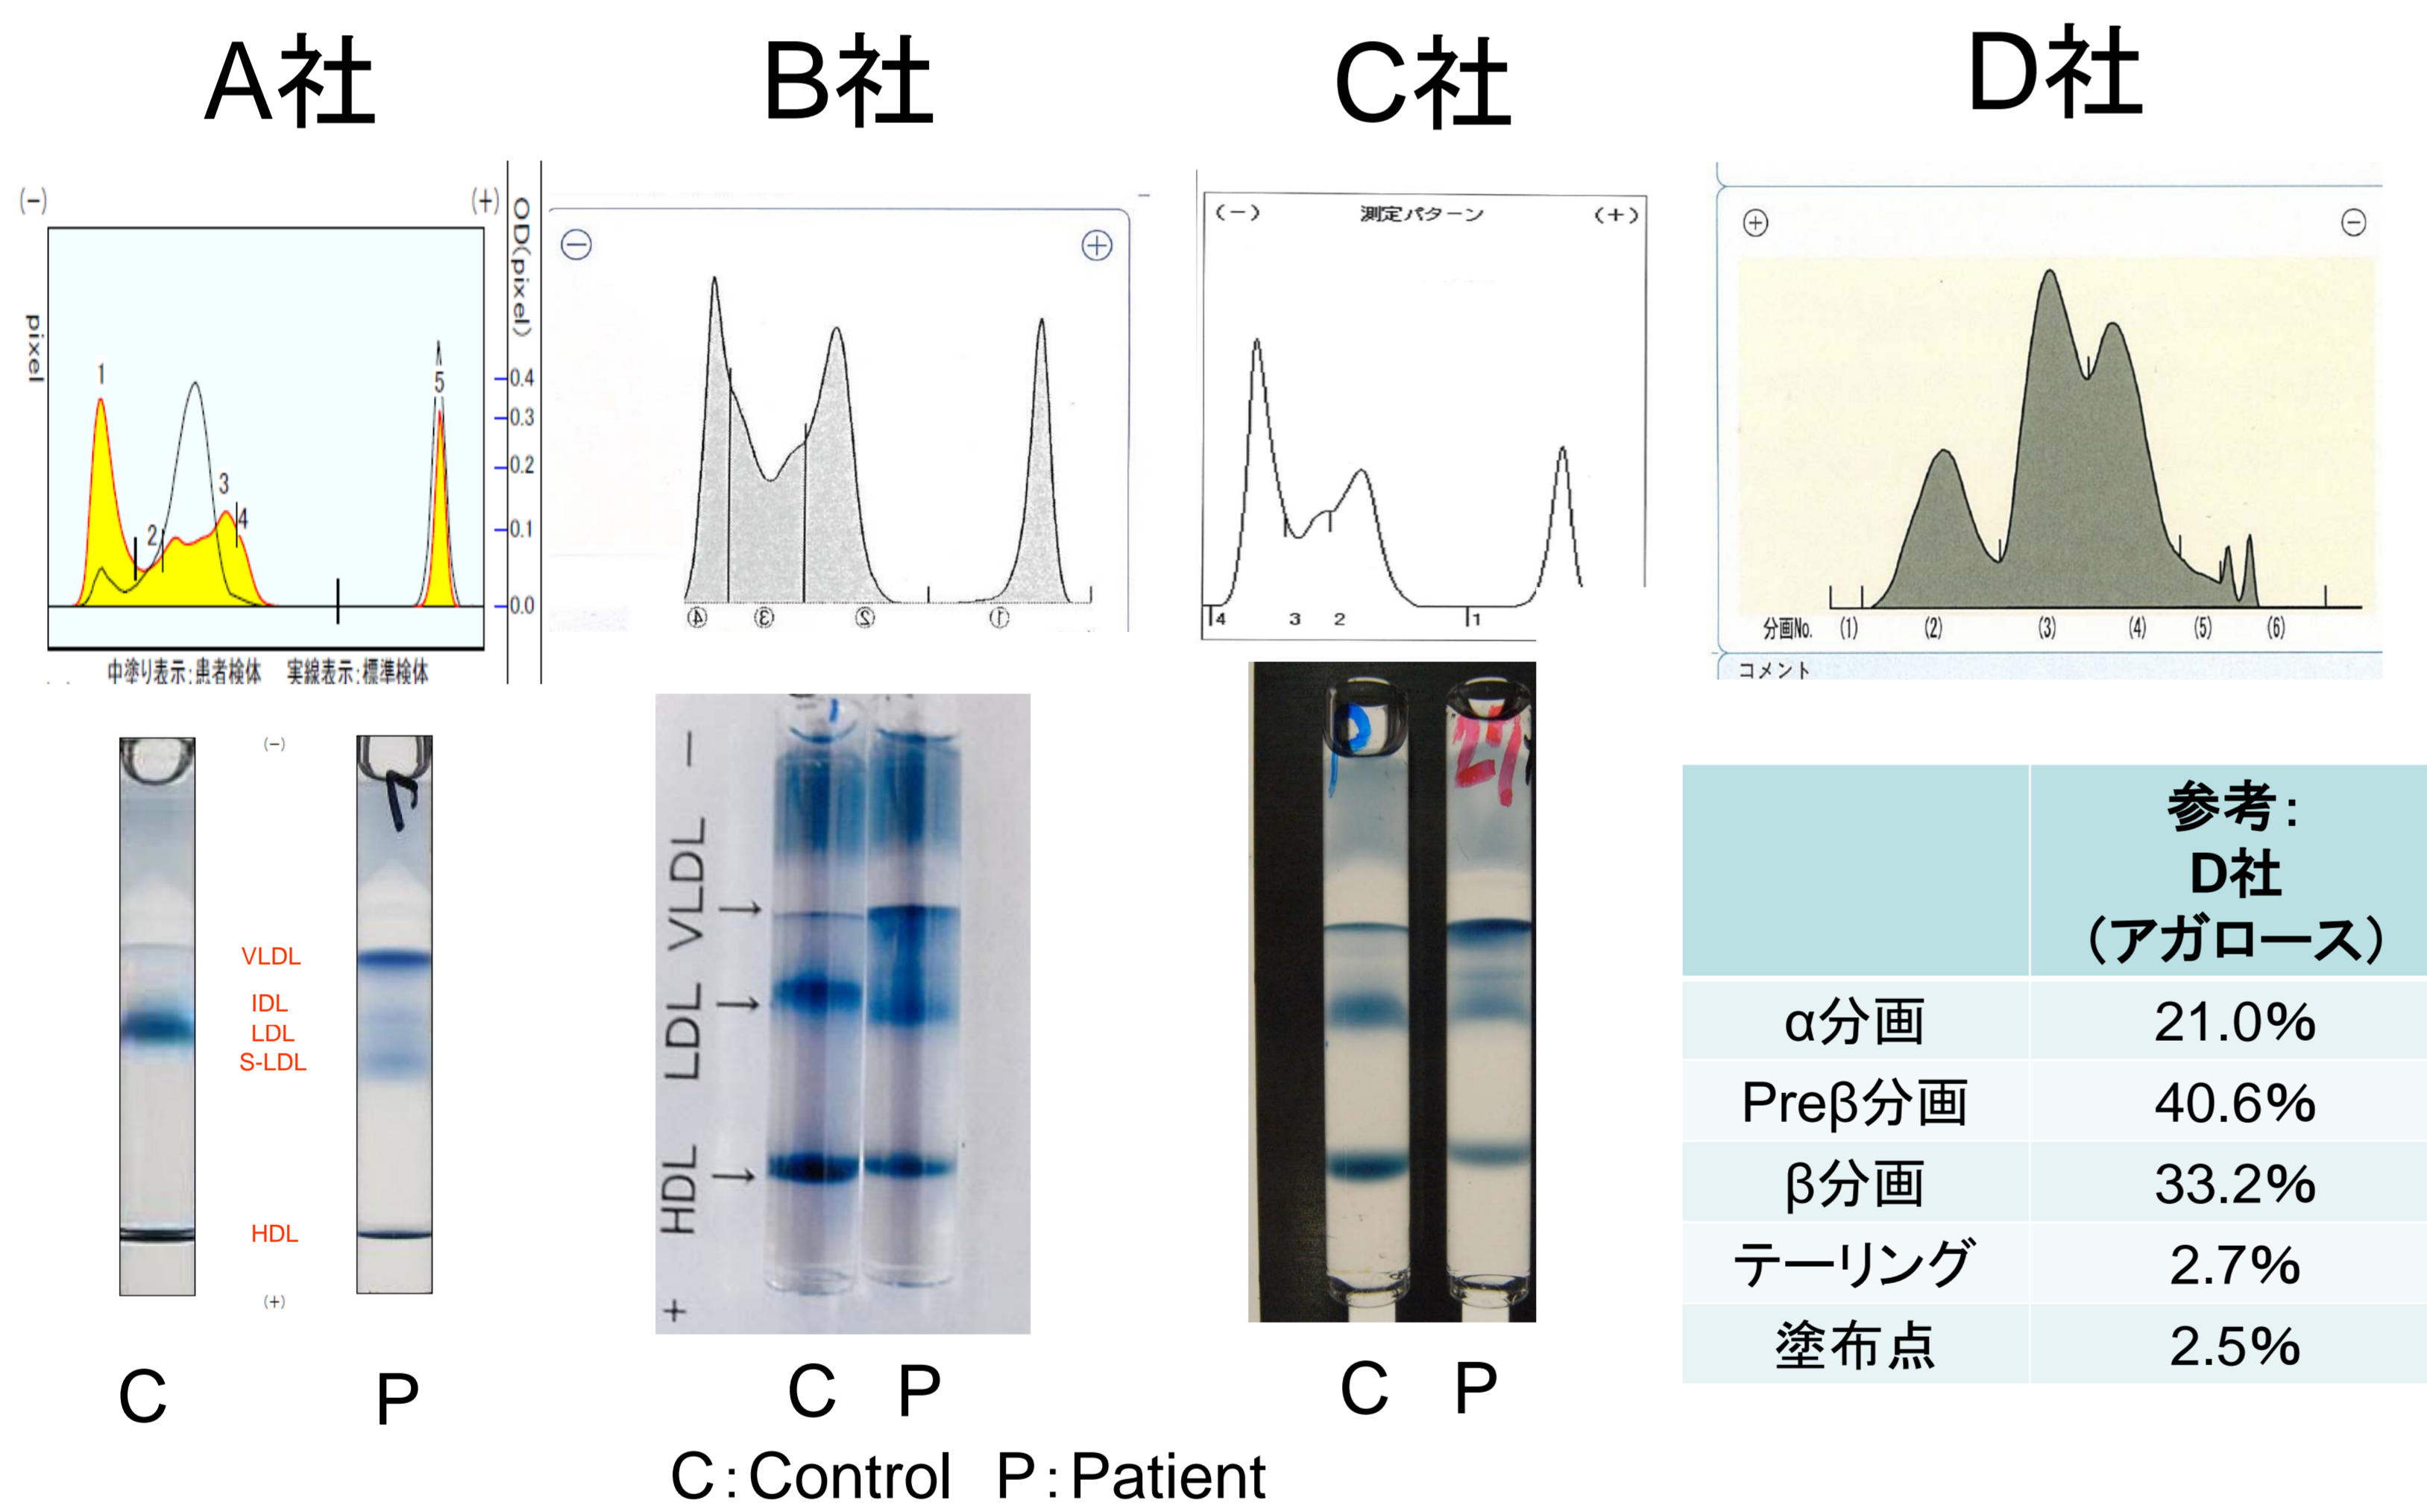 A社
B社
C社
D社
(-)
(+)
OD(pixel)
pixel
1
2
3
4
5
0.4
0.3
0.2
0.1
0.0
中塗り表示:患者検体 実線表示:標準検体
⊖
⊕
④ ③ ② ①
(-) 測定パターン (+)
4 3 2 1
⊕
⊖
分画No. (1) (2) (3) (4) (5) (6)
コメント
(-)
VLDL
IDL
LDL
S-LDL
HDL
(+)
C P
+ HDL LDL VLDL -
→ → →
C P
27
C P
参考:
D社
(アガロース)
α分画 21.0%
Preβ分画 40.6%
β分画 33.2%
テーリング 2.7%
塗布点 2.5%
C:Control P:Patient